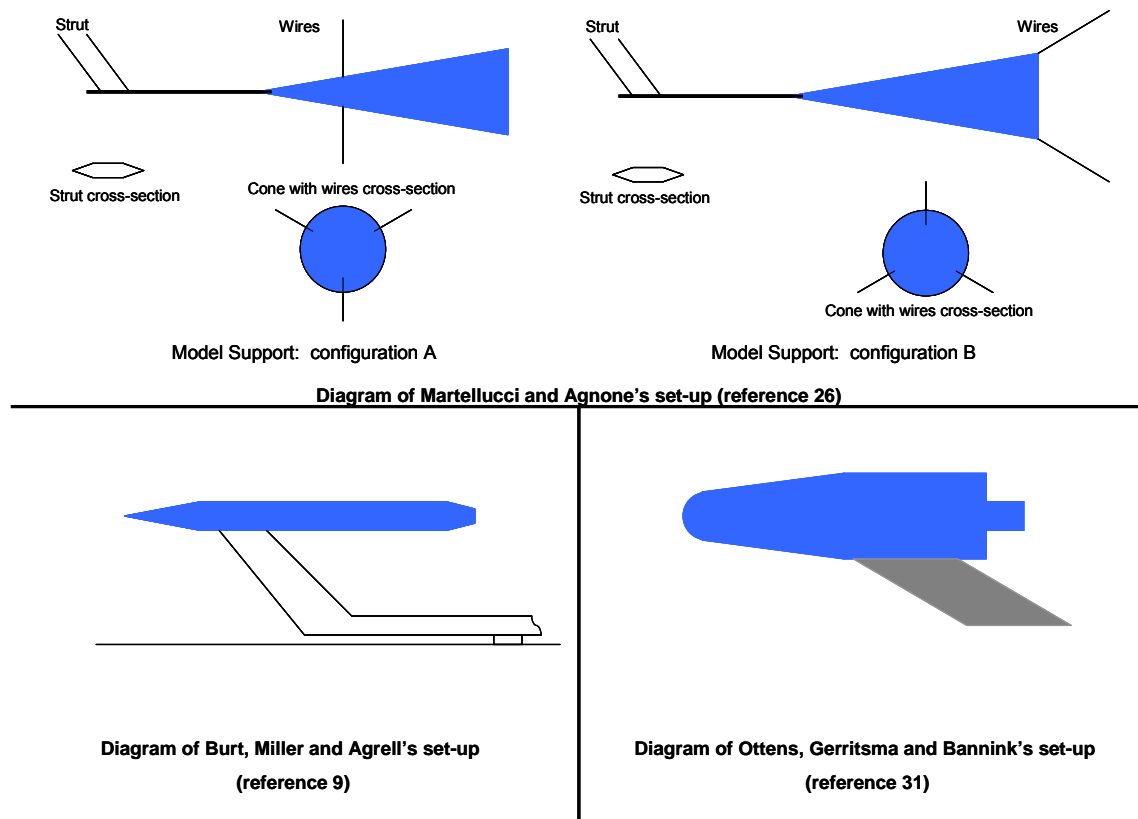 Strut
Wires
Strut cross-section
Cone with wires cross-section
Model Support: configuration A
Strut
Wires
Strut cross-section
Cone with wires cross-section
Model Support: configuration B
Diagram of Martellucci and Agnone's set-up (reference 26)
Diagram of Burt, Miller and Agrell's set-up
(reference 9)
Diagram of Ottens, Gerritsma and Bannink's set-up
(reference 31)